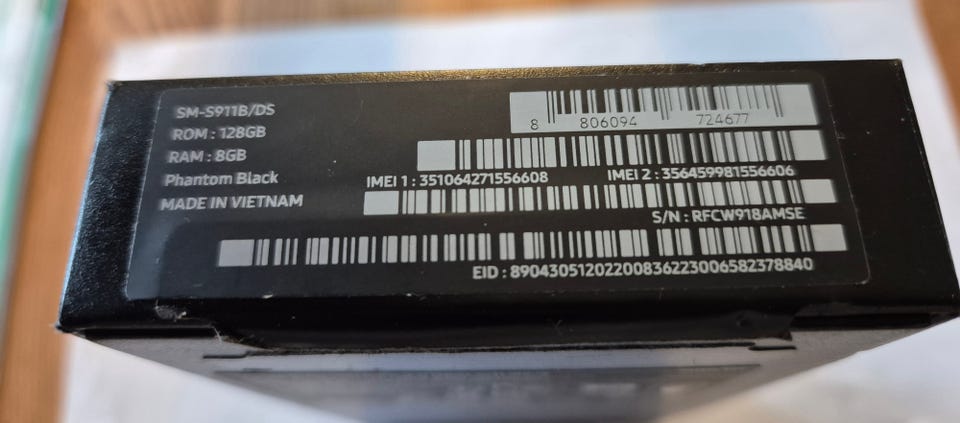 SM-S911B/DS
ROM : 128GB
RAM : 8GB
Phantom Black
MADE IN VIETNAM
8 806094 724677
IMEI 1 : 351064271556608 IMEI 2 : 356459981556606
S/N : RFCW918AMSE
EID : 89043051202200836223006582378840